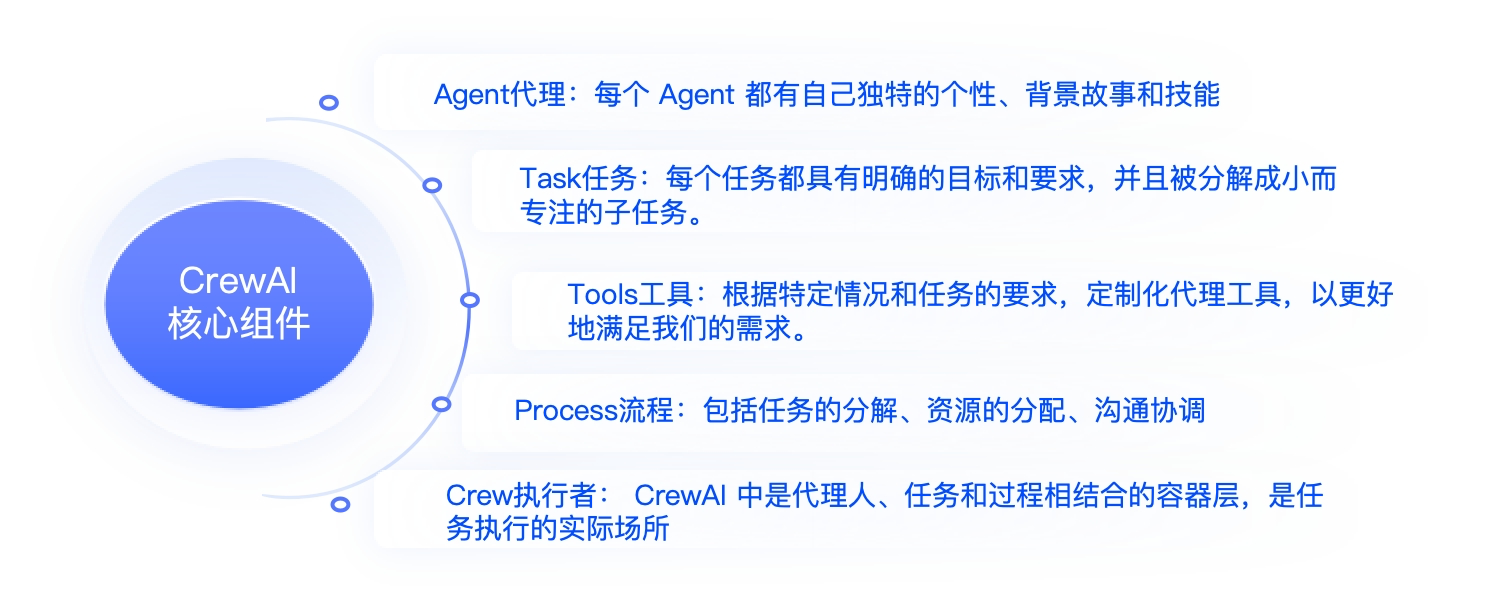 CrewAI
核心组件
Agent代理：每个 Agent 都有自己独特的个性、背景故事和技能
Task任务：每个任务都具有明确的目标和要求，并且被分解成小而
专注的子任务。
Tools工具：根据特定情况和任务的要求，定制化代理工具，以更好
地满足我们的需求。
Process流程：包括任务的分解、资源的分配、沟通协调
Crew执行者： CrewAI 中是代理人、任务和过程相结合的容器层，是任
务执行的实际场所